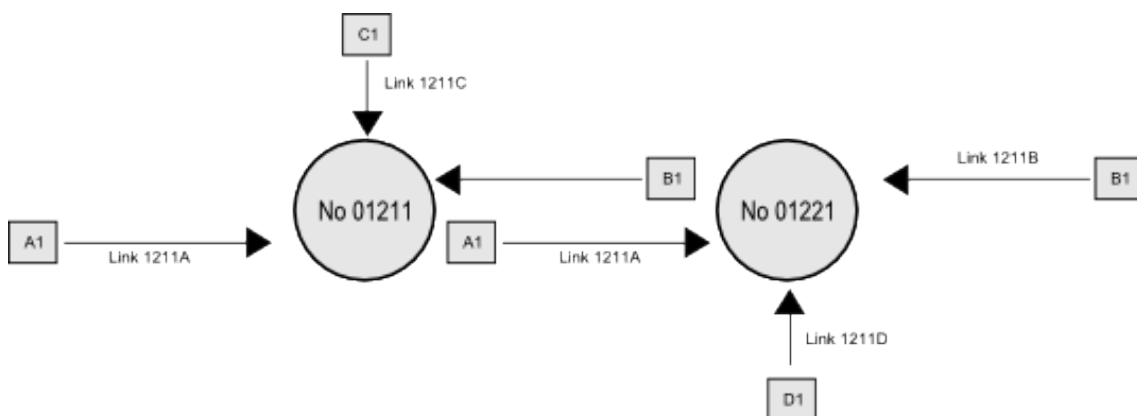 C1
Link 1211C
No 01211
B1
No 01221
Link 1211B
B1
A1
Link 1211A
A1
Link 1211A
Link 1211D
D1